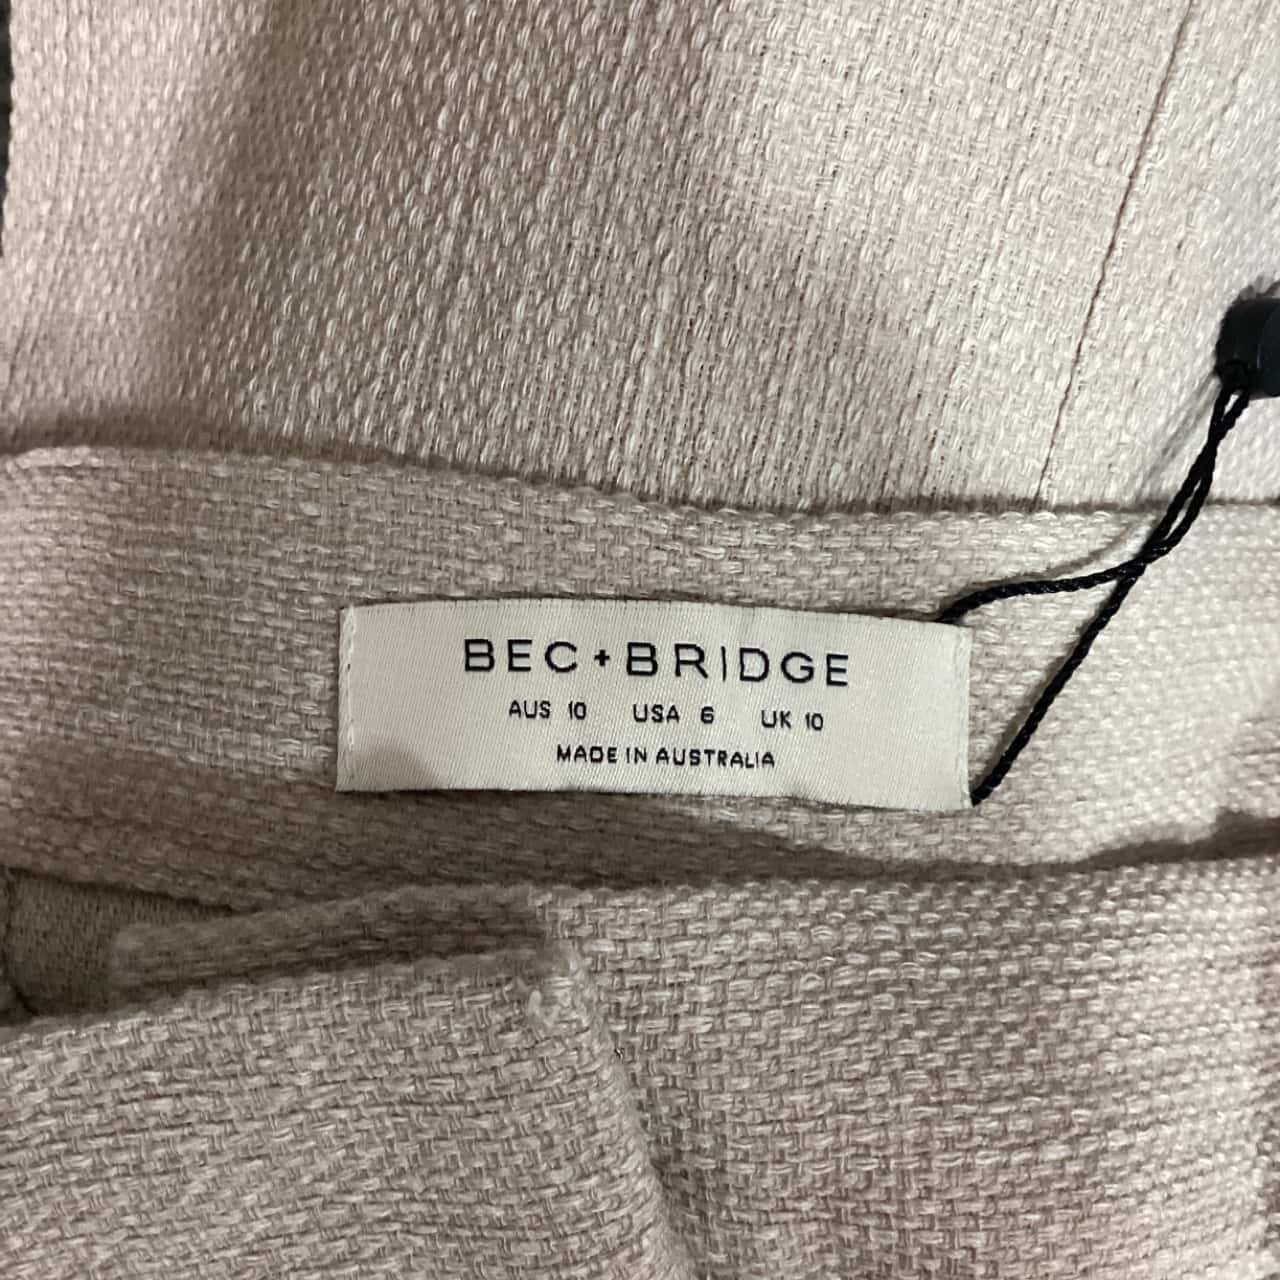 BEC+BRIDGE
AUS 10 USA 6 UK 10
MADE IN AUSTRALIA